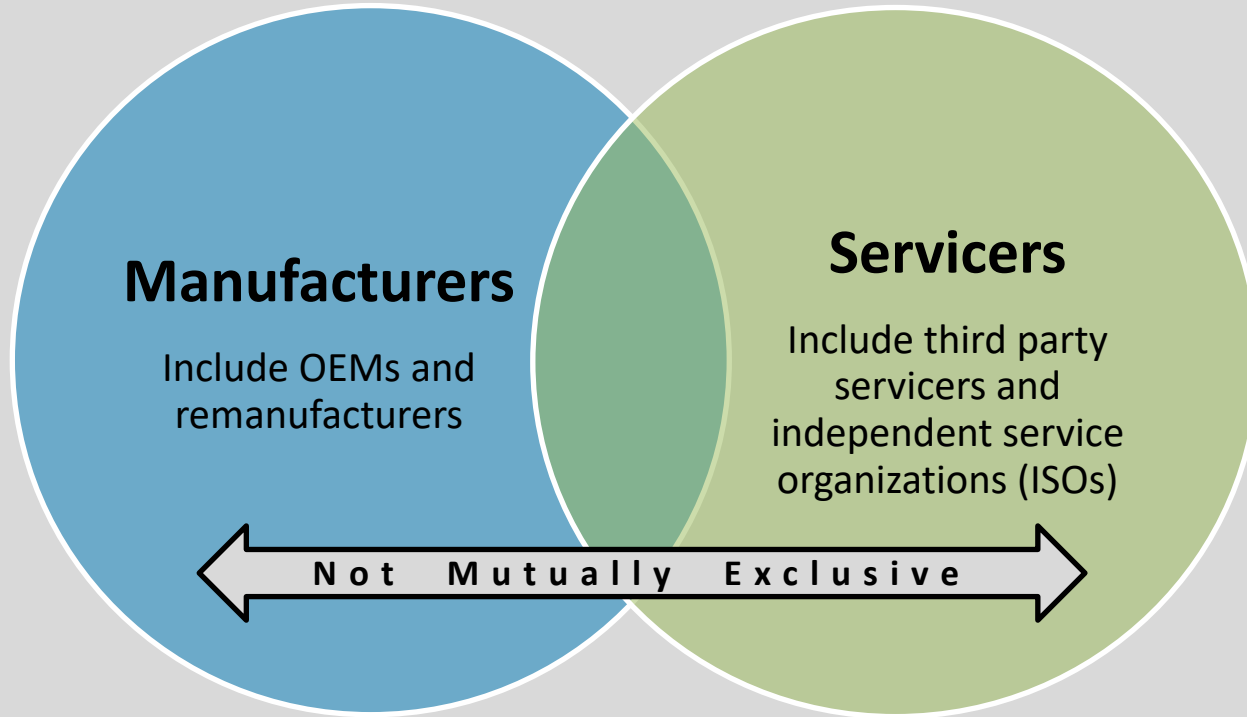 Manufacturers
Include OEMs and
remanufacturers
Servicers
Include third party
servicers and
independent service
organizations (ISOs)
Not Mutually Exclusive